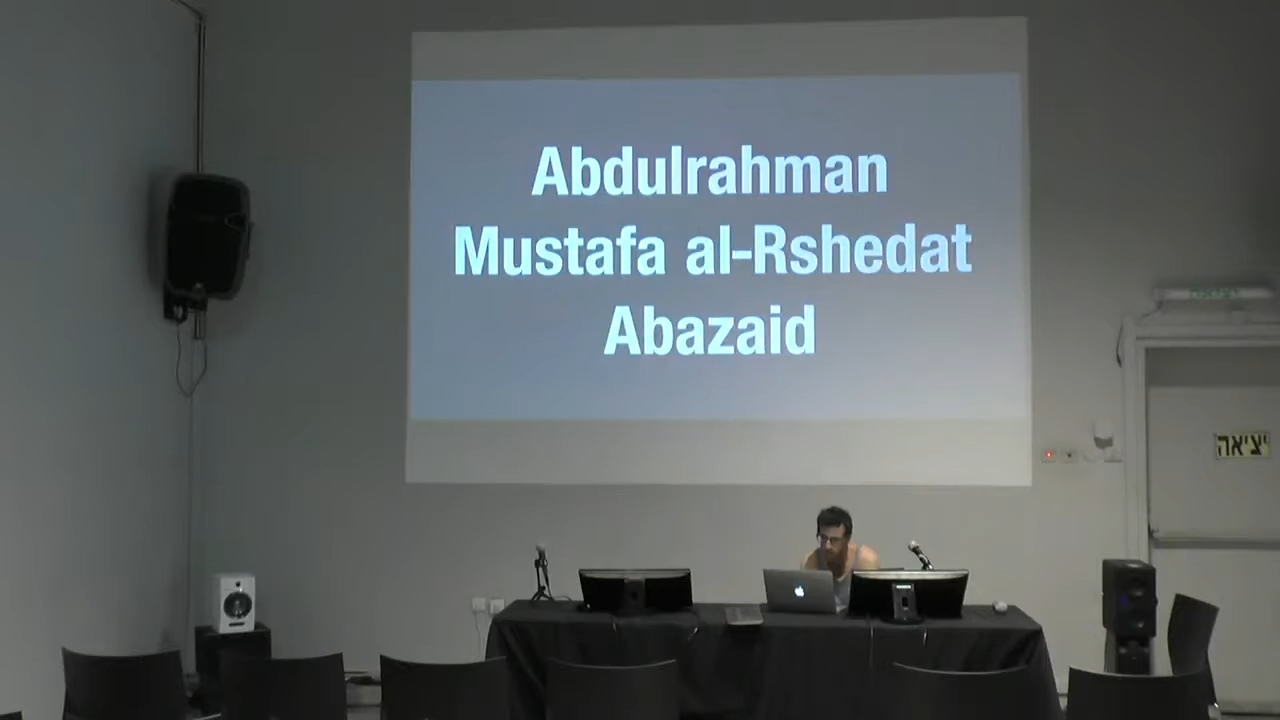 Abdulrahman
Mustafa al-Rshedat
Abazaid
יציאה